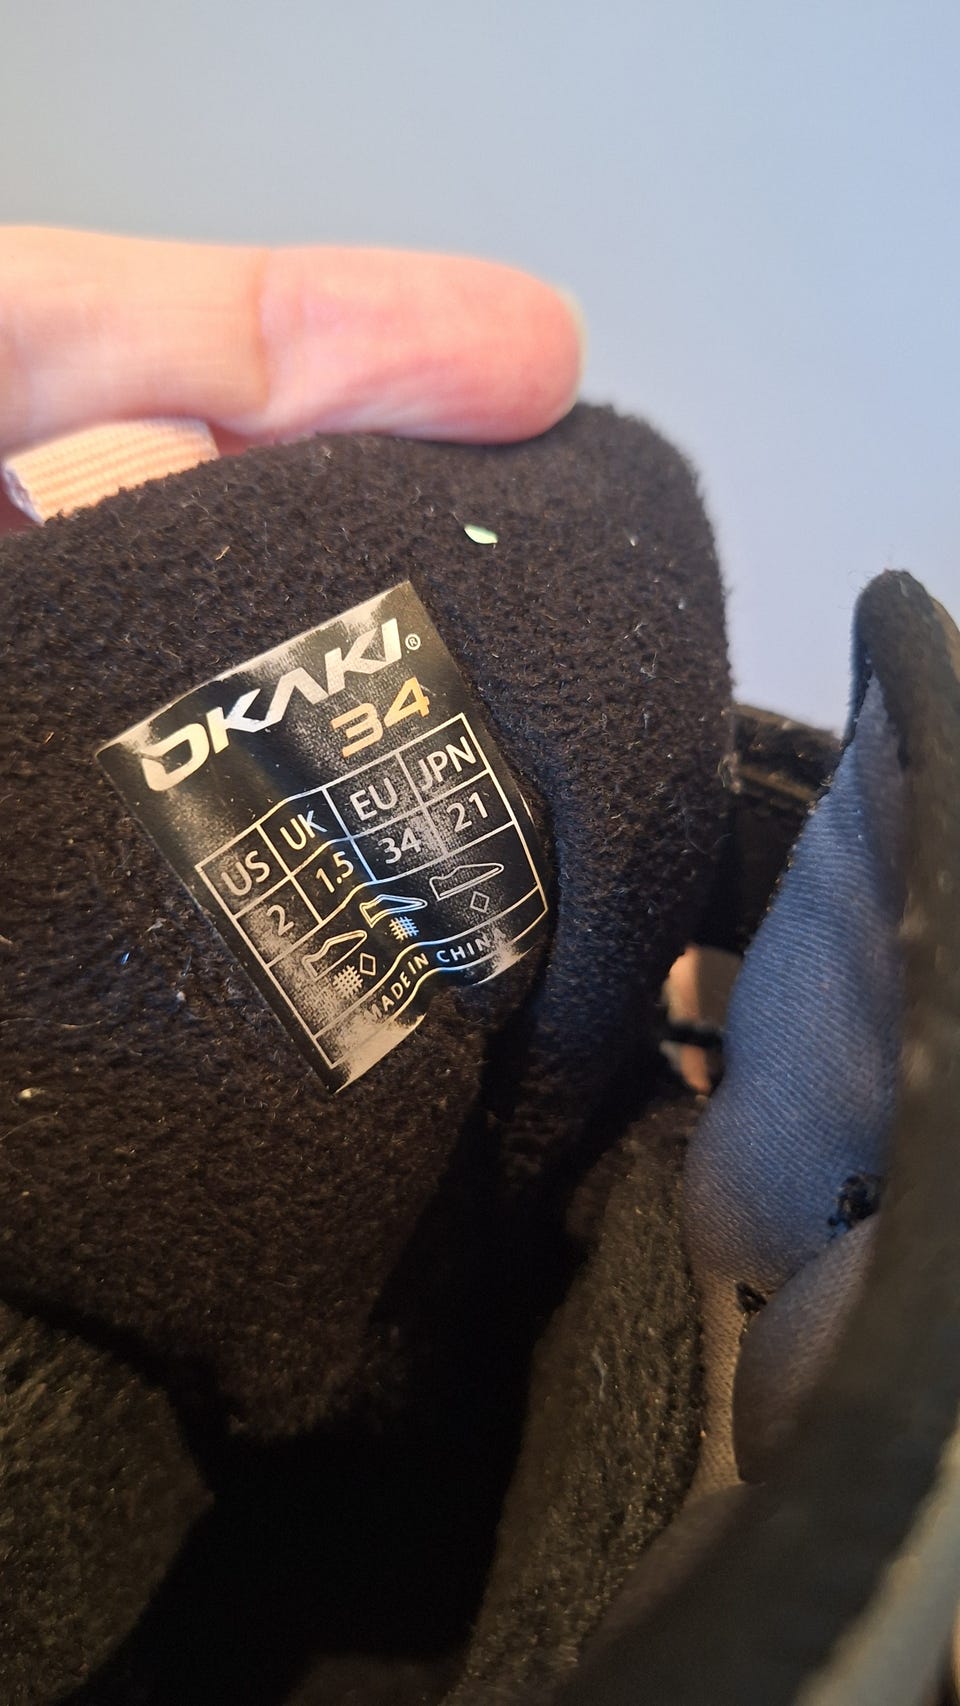 OKAKI®
34
US UK EU JPN
2 1.5 34 21
MADE IN CHINA